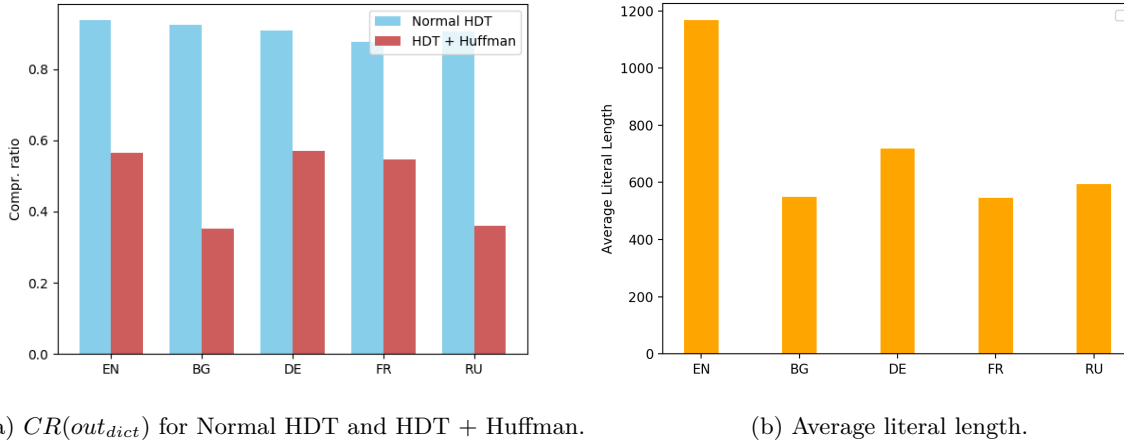 Normal HDT
HDT + Huffman
Compr. ratio
0.8
0.6
0.4
0.2
0.0
EN BG DE FR RU
1200
1000
800
600
400
200
0
Average Literal Length
EN BG DE FR RU
a) CR(out_dict) for Normal HDT and HDT + Huffman.
(b) Average literal length.